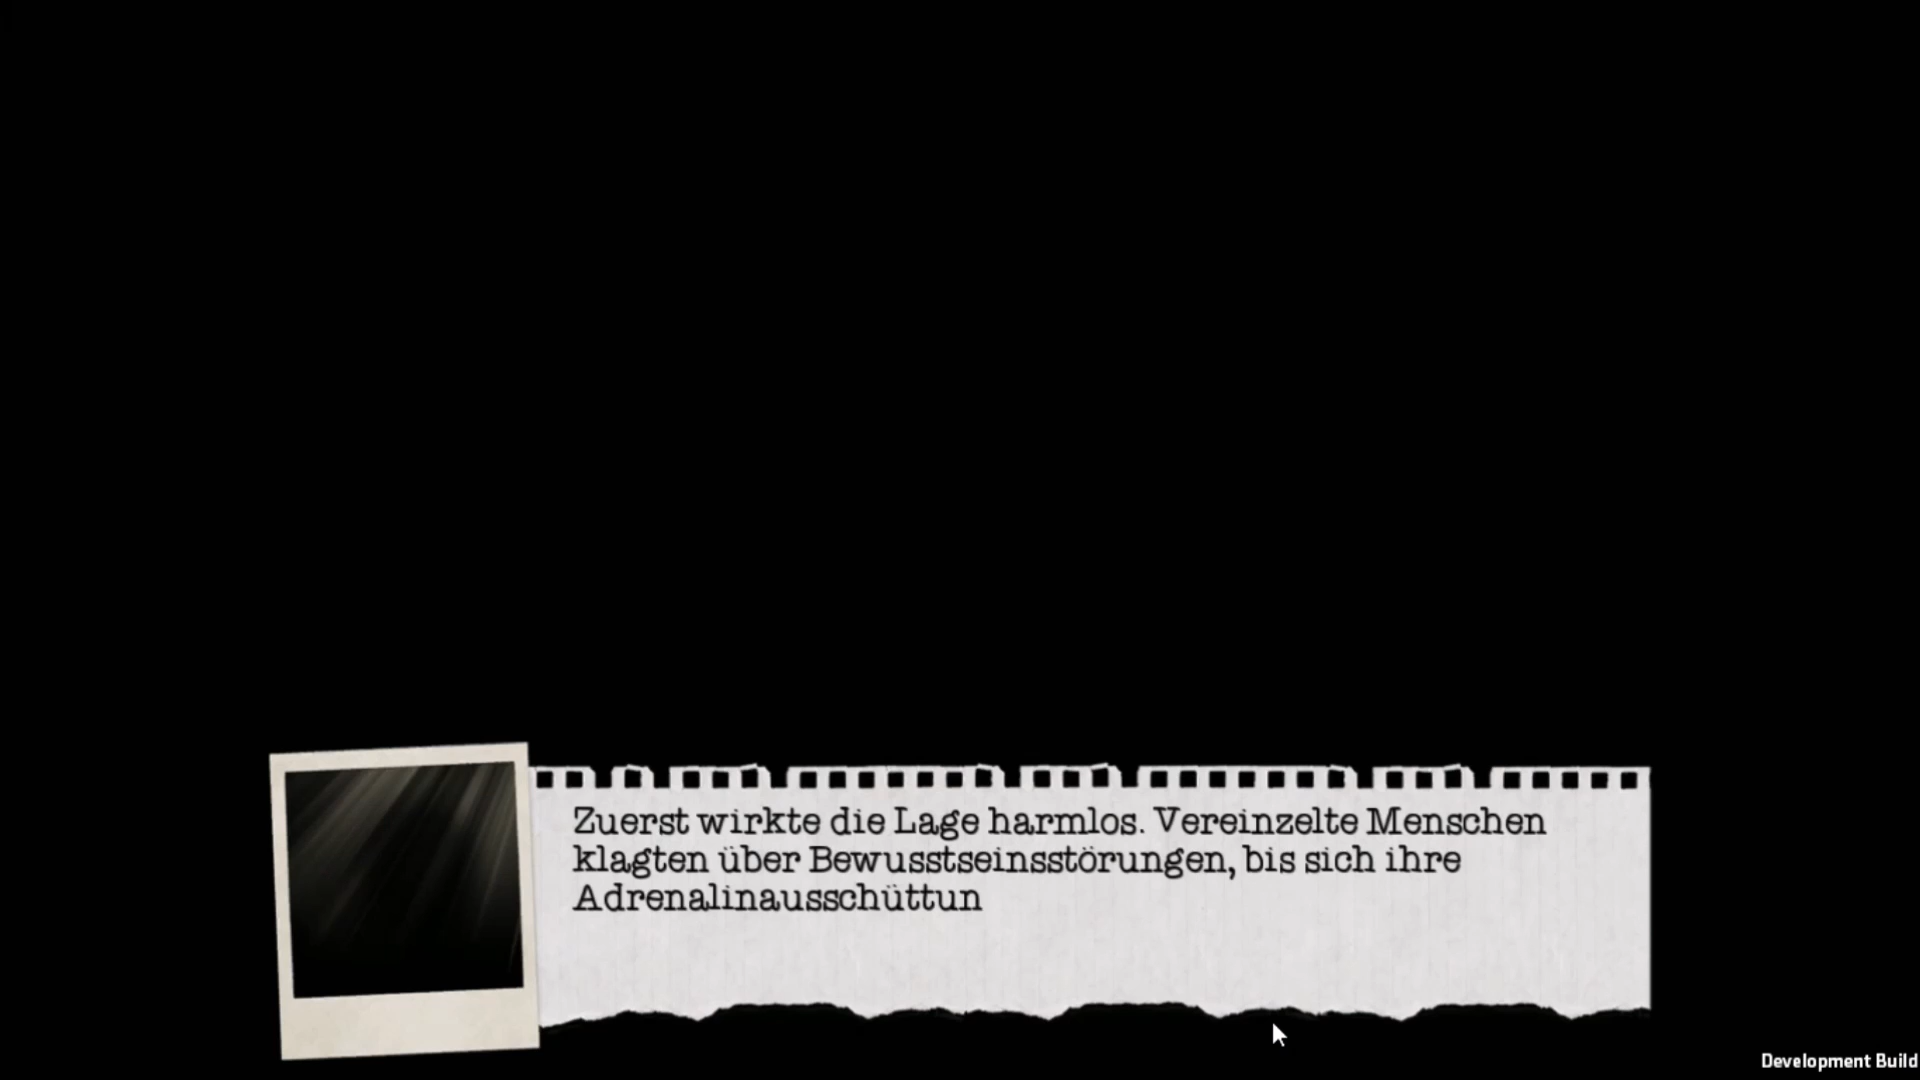 Zuerst wirkte die Lage harmlos. Vereinzelte Menschen
klagten über Bewusstseinsstörungen, bis sich ihre
Adrenalinausschüttun
Development Build